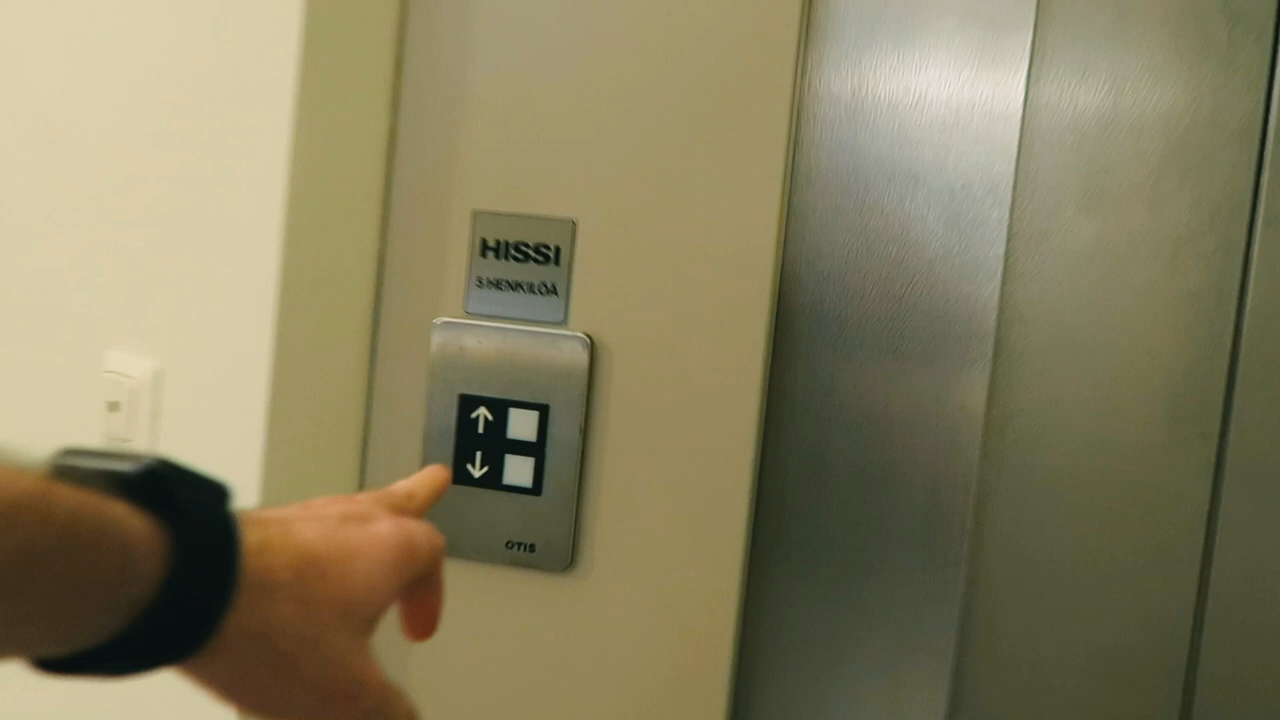 HISSI
5 HENKILÖÄ
↑
↓
OTIS